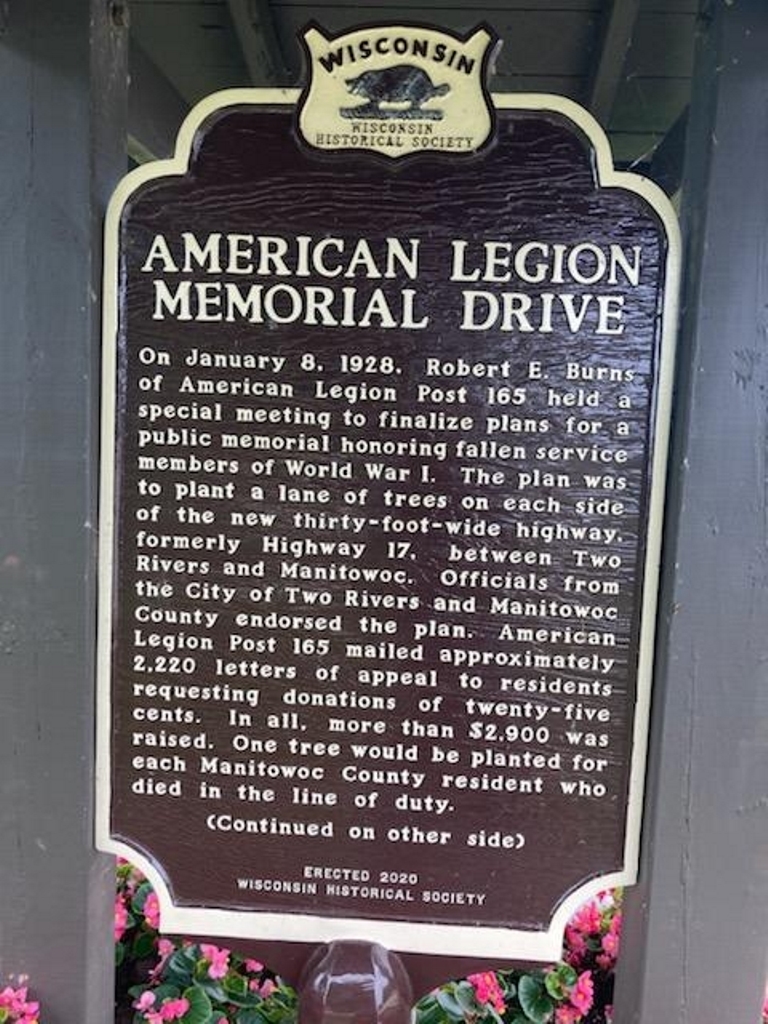 WISCONSIN
WISCONSIN
HISTORICAL SOCIETY
AMERICAN LEGION
MEMORIAL DRIVE
On January 8, 1928, Robert E. Burns
of American Legion Post 165 held a
special meeting to finalize plans for a
public memorial honoring fallen service
members of World War I. The plan was
to plant a lane of trees on each side
of the new thirty-foot-wide highway,
formerly Highway 17, between Two
Rivers and Manitowoc. Officials from
the City of Two Rivers and Manitowoc
County endorsed the plan. American
Legion Post 165 mailed approximately
2,220 letters of appeal to residents
requesting donations of twenty-five
cents. In all, more than $2,900 was
raised. One tree would be planted for
each Manitowoc County resident who
died in the line of duty.
(Continued on other side)
ERECTED 2020
WISCONSIN HISTORICAL SOCIETY